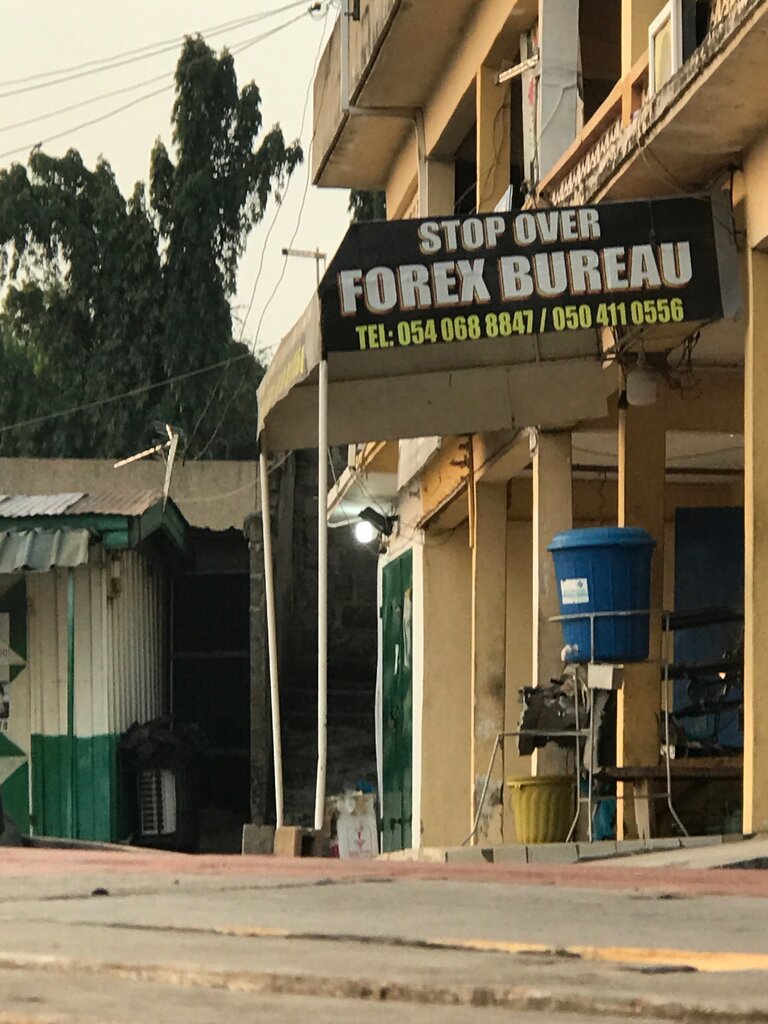 STOP OVER
FOREX BUREAU
TEL: 054 068 8847 / 050 411 0556